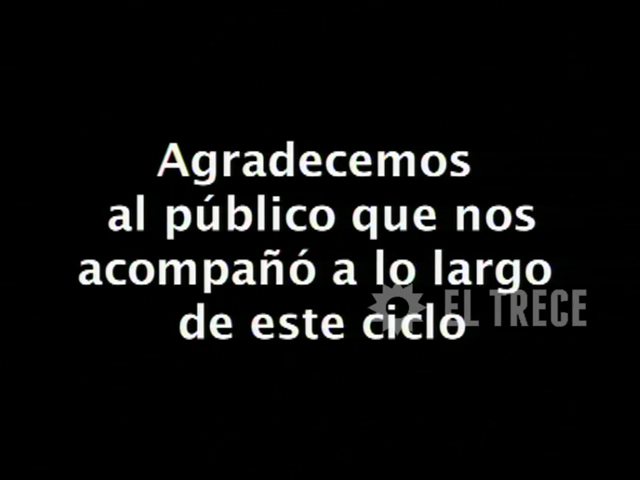 Agradecemos
al público que nos
acompañó a lo largo
de este ciclo
EL TRECE